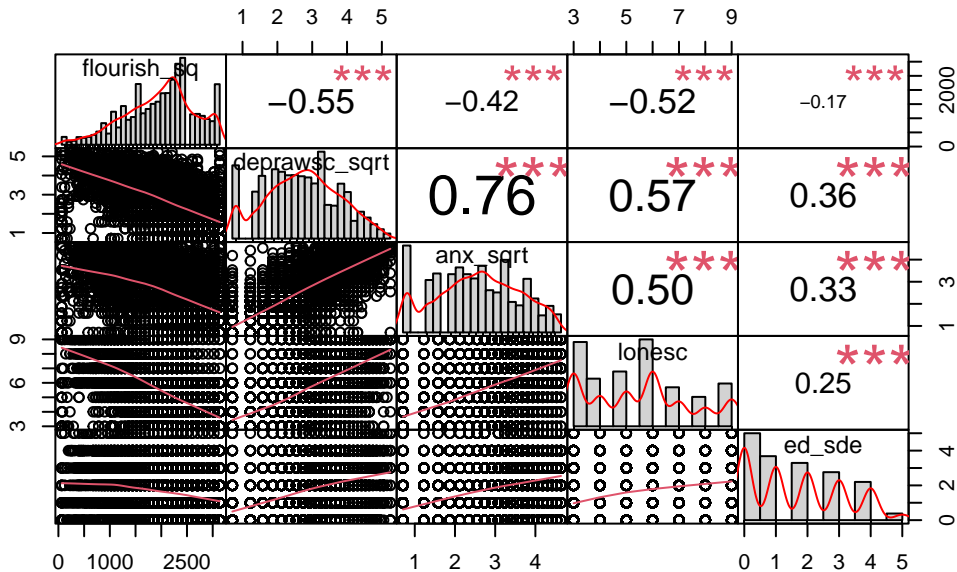 1 2 3 4 5 3 5 7 9
flourish_sq *** *** *** ***
−0.55 −0.42 −0.52 −0.17
0 2000
deprawsc_sqrt *** *** ***
0.76 0.57 0.36
1 3 5
anx_sqrt *** ***
0.50 0.33
1 3
lonesc ***
0.25
3 6 9
ed_sde
0 2 4
0 1000 2500 1 2 3 4 0 1 2 3 4 5